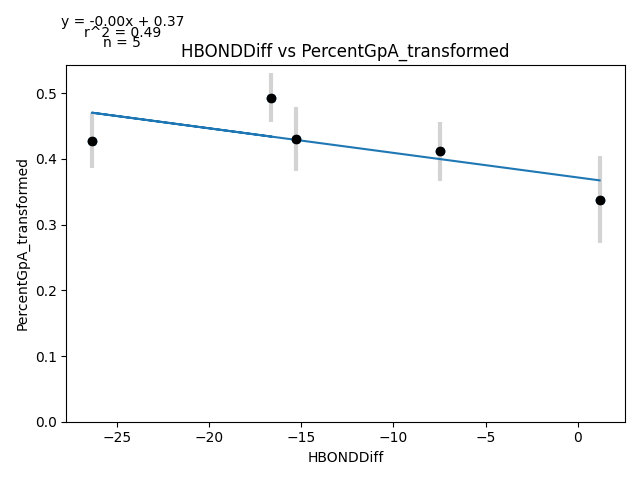 y = -0.00x + 0.37
r^2 = 0.49
n = 5
HBONDDiff vs PercentGpA_transformed
PercentGpA_transformed
0.5
0.4
0.3
0.2
0.1
0.0
−25
−20
−15
−10
−5
0
HBONDDiff